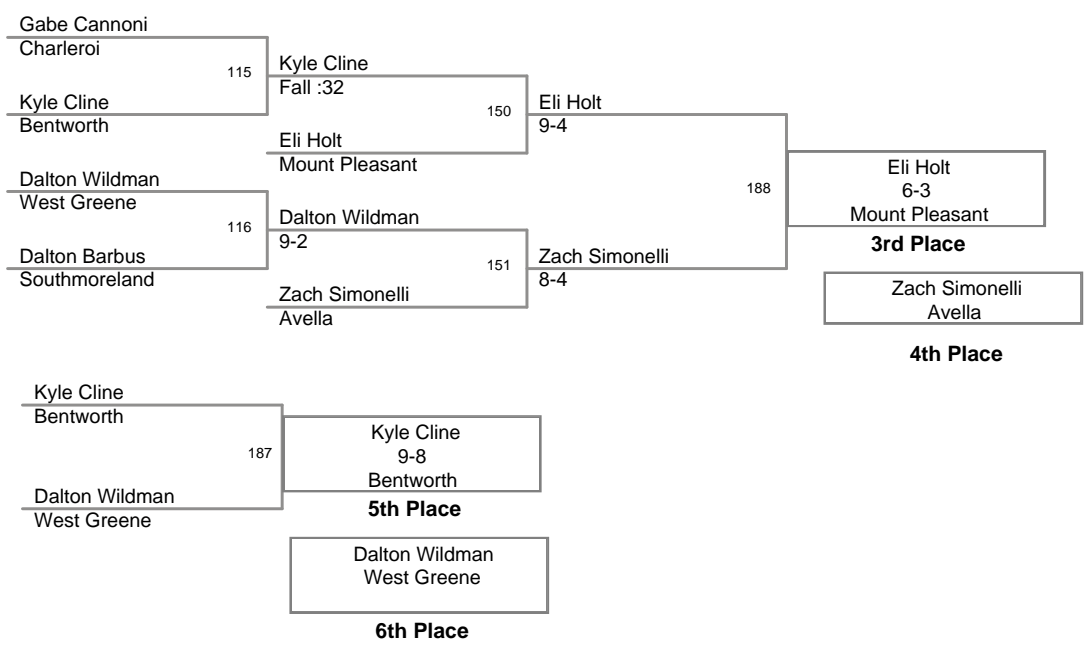 Gabe Cannoni
Charleroi
115
Kyle Cline
Bentworth
Kyle Cline
Fall :32
150
Eli Holt
Mount Pleasant
Eli Holt
9-4
Dalton Wildman
West Greene
116
Dalton Barbus
Southmoreland
Dalton Wildman
9-2
151
Zach Simonelli
Avella
Zach Simonelli
8-4
188
Eli Holt
6-3
Mount Pleasant
3rd Place
Zach Simonelli
Avella
4th Place
Kyle Cline
Bentworth
187
Dalton Wildman
West Greene
Kyle Cline
9-8
Bentworth
5th Place
Dalton Wildman
West Greene
6th Place